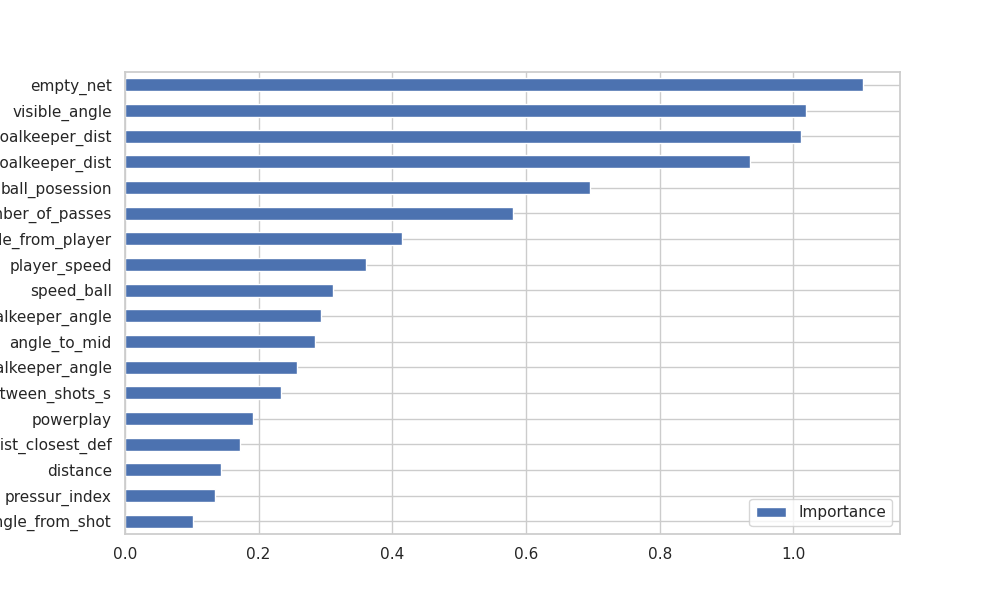 empty_net
visible_angle
oalkeeper_dist
oalkeeper_dist
ball_posession
nber_of_passes
le_from_player
player_speed
speed_ball
alkeeper_angle
angle_to_mid
alkeeper_angle
tween_shots_s
powerplay
ist_closest_def
distance
pressur_index
ngle_from_shot
Importance
0.0 0.2 0.4 0.6 0.8 1.0